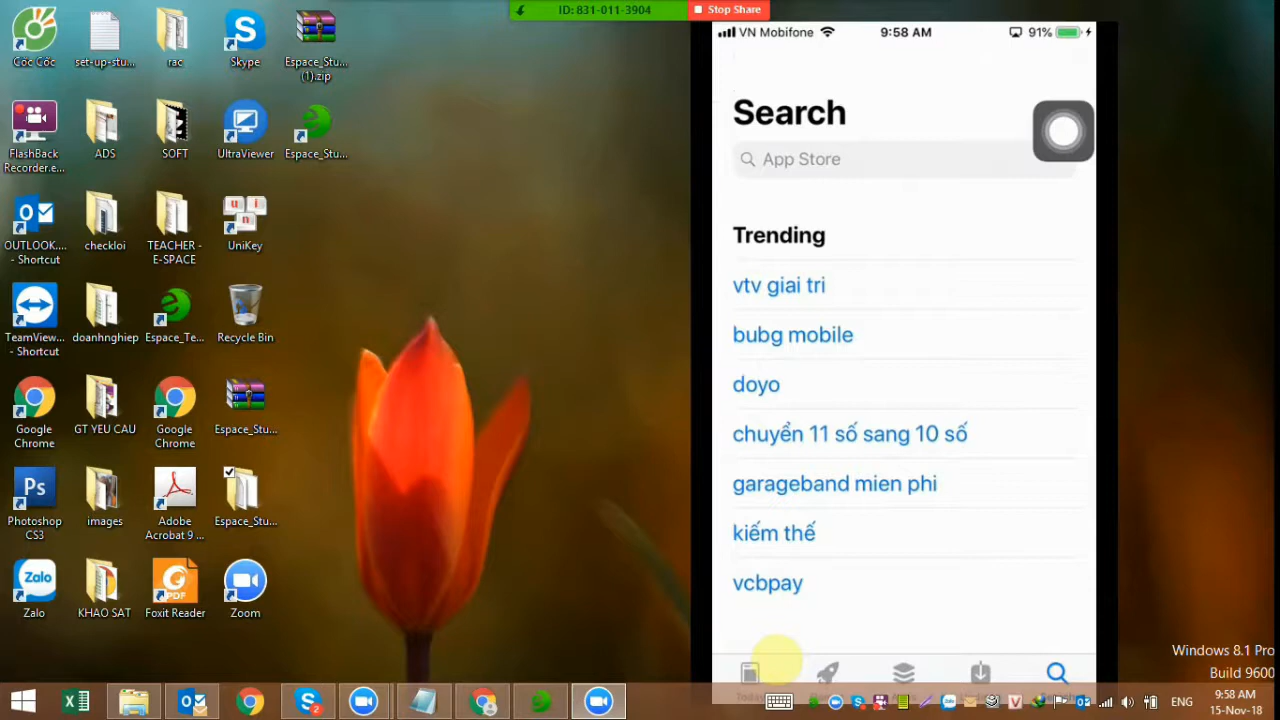 ID: 831-011-3904
Stop Share
Cốc Cốc
set-up-stu...
rac
Skype
Espace_Stu...
(1).zip
FlashBack
Recorder.e...
ADS
SOFT
UltraViewer
Espace_Stu...
OUTLOOK....
- Shortcut
checkloi
TEACHER -
E-SPACE
UniKey
TeamView...
- Shortcut
doanhnghiep
Espace_Te...
Recycle Bin
Google
Chrome
GT YEU CAU
Google
Chrome
Espace_Stu...
Photoshop
CS3
images
Adobe
Acrobat 9 ...
Espace_Stu...
Zalo
KHAO SAT
Foxit Reader
Zoom
VN Mobifone
9:58 AM
91%
Search
App Store
Trending
vtv giai tri
bubg mobile
doyo
chuyển 11 số sang 10 số
garageband mien phi
kiếm thế
vcbpay
Windows 8.1 Pro
Build 9600
ENG
9:58 AM
15-Nov-18